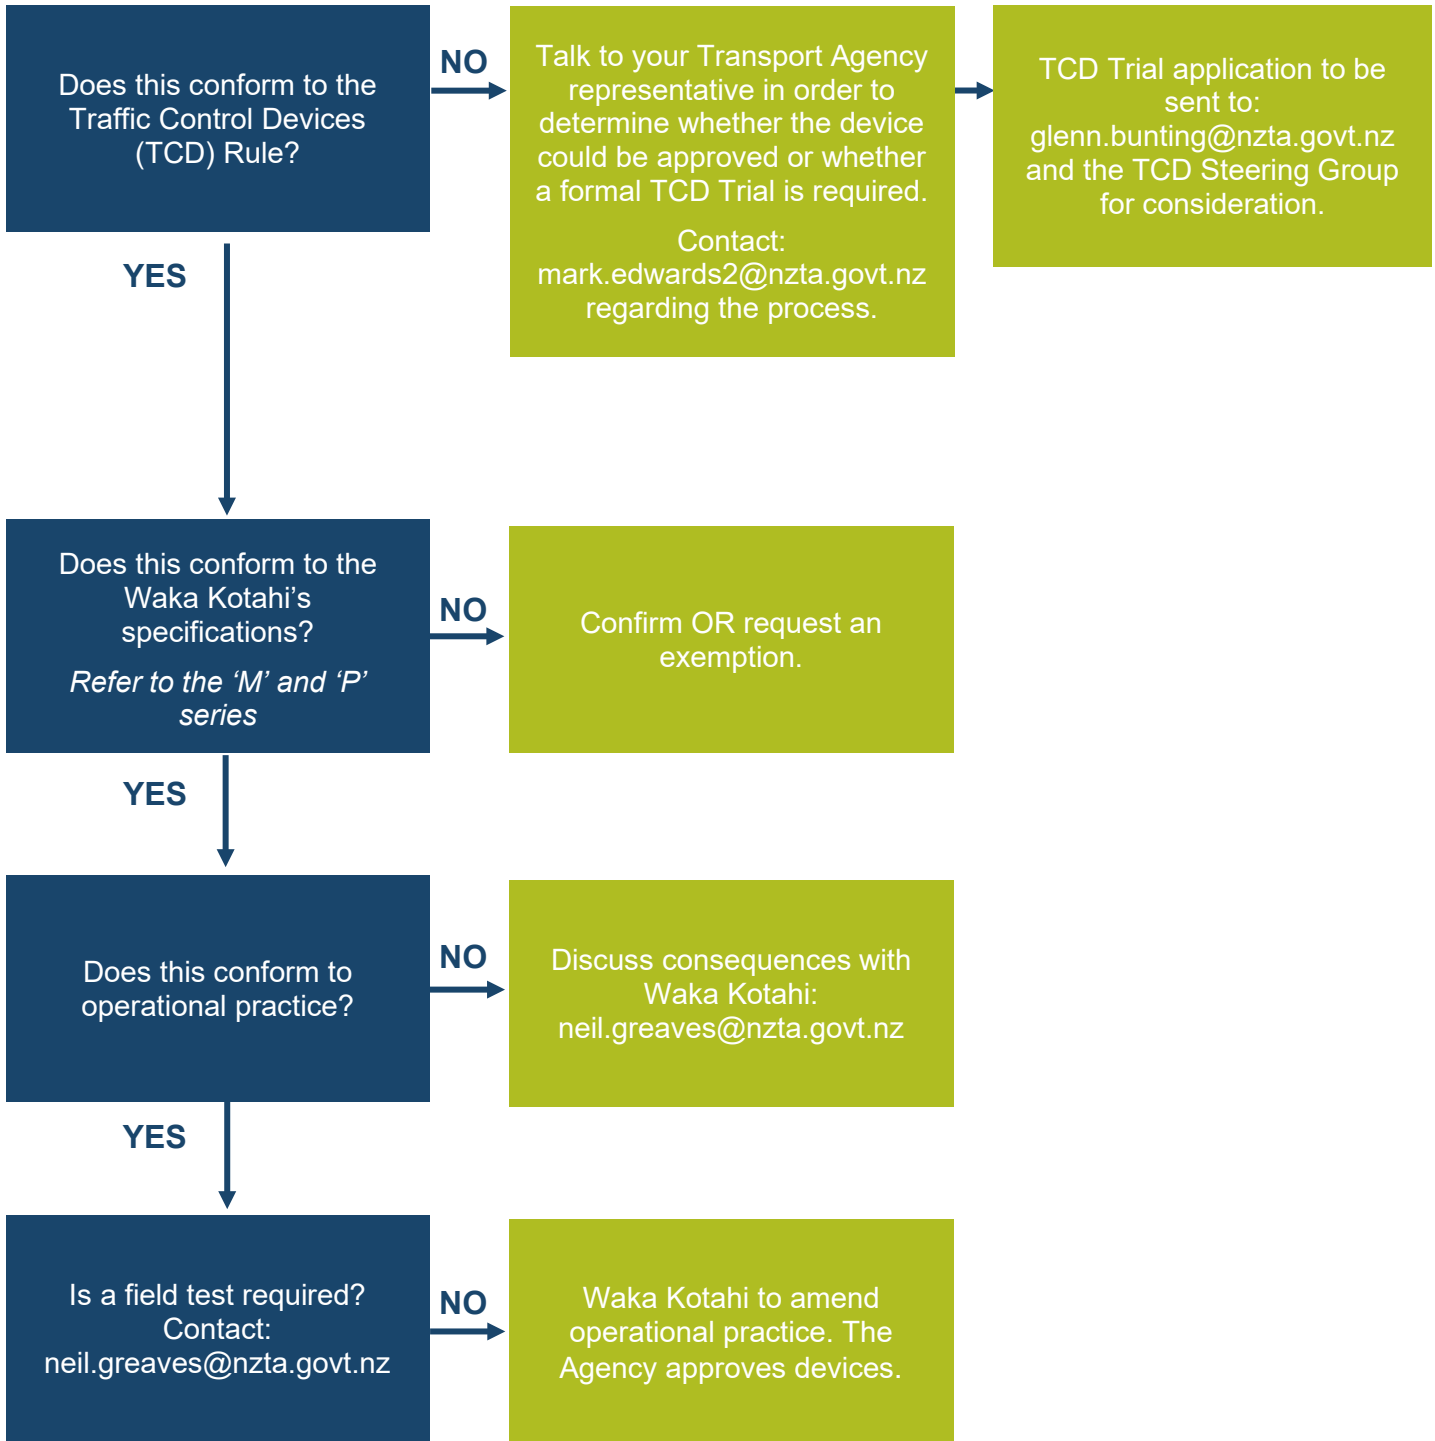 Does this conform to the
Traffic Control Devices
(TCD) Rule?
NO
Talk to your Transport Agency
representative in order to
determine whether the device
could be approved or whether
a formal TCD Trial is required.
Contact:
mark.edwards2@nzta.govt.nz
regarding the process.
TCD Trial application to be
sent to:
glenn.bunting@nzta.govt.nz
and the TCD Steering Group
for consideration.
YES
Does this conform to the
Waka Kotahi’s
specifications?
Refer to the ‘M’ and ‘P’
series
NO
Confirm OR request an
exemption.
YES
Does this conform to
operational practice?
NO
Discuss consequences with
Waka Kotahi:
neil.greaves@nzta.govt.nz
YES
Is a field test required?
Contact:
neil.greaves@nzta.govt.nz
NO
Waka Kotahi to amend
operational practice. The
Agency approves devices.